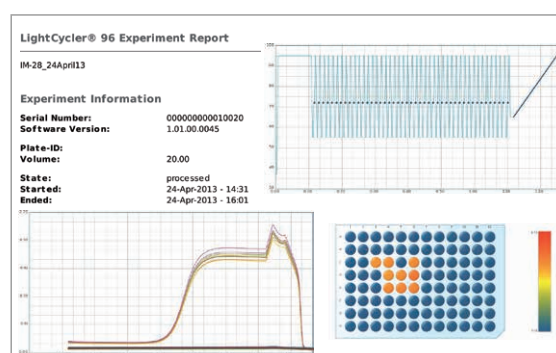 LightCycler® 96 Experiment Report
IM-28_24April13
Experiment Information
Serial Number: 000000000010020
Software Version: 1.01.00.0045
Plate-ID:
Volume: 20.00
State: processed
Started: 24-Apr-2013 - 14:31
Ended: 24-Apr-2013 - 16:01